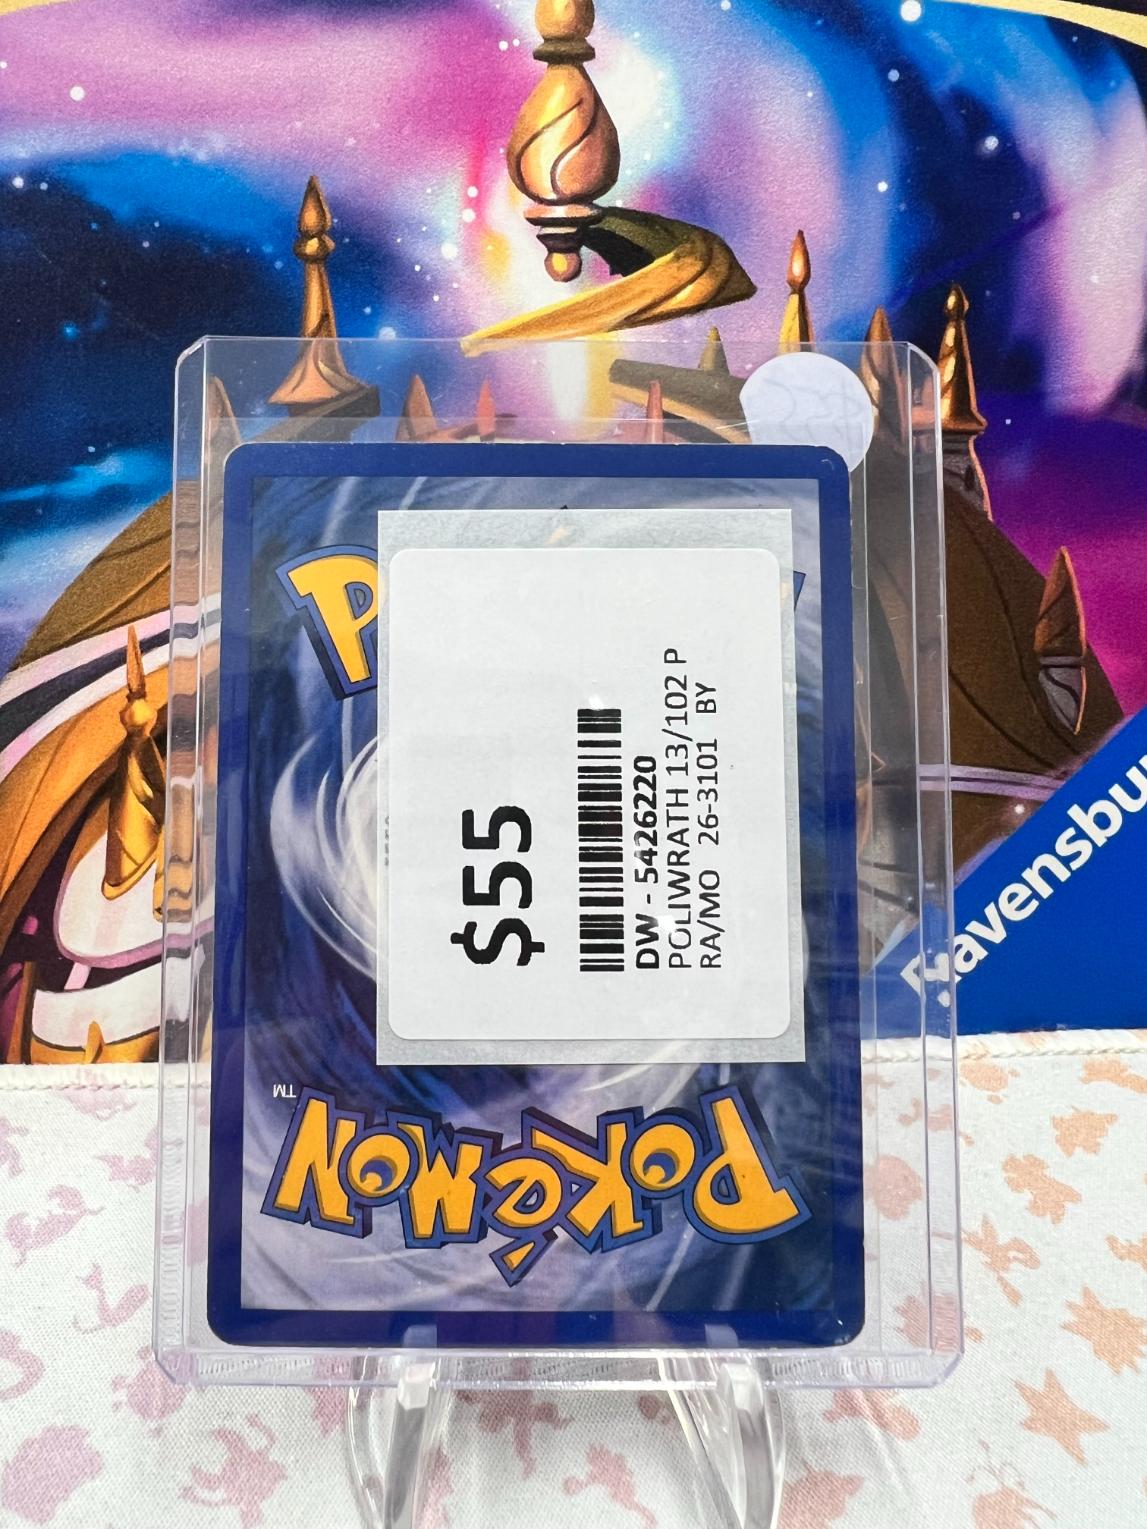 $55
DW - 5426220
POLIWRATH 13/102 P
RA/MO 26-3101 BY
POKéMON
TM
Ravensbu